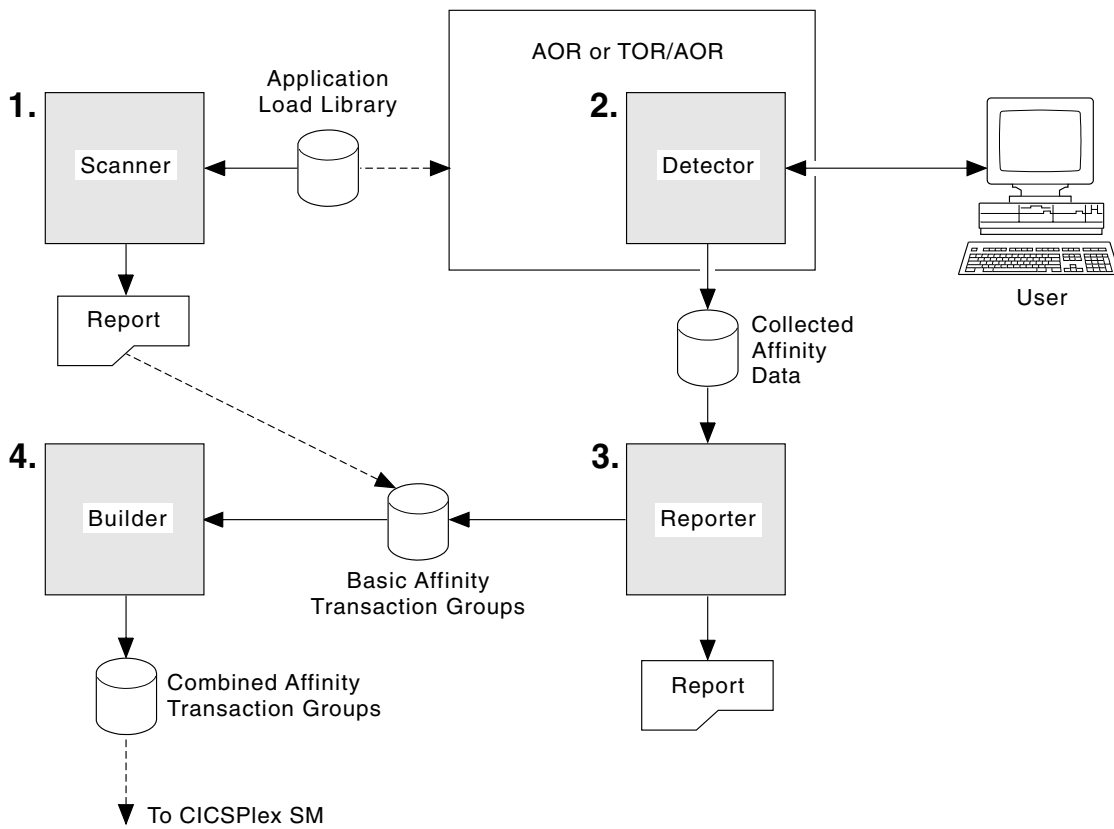 AOR or TOR/AOR
Application
Load Library
1.
Scanner
2.
Detector
User
Report
Collected
Affinity
Data
4.
Builder
3.
Reporter
Basic Affinity
Transaction Groups
Combined Affinity
Transaction Groups
Report
To CICSPlex SM